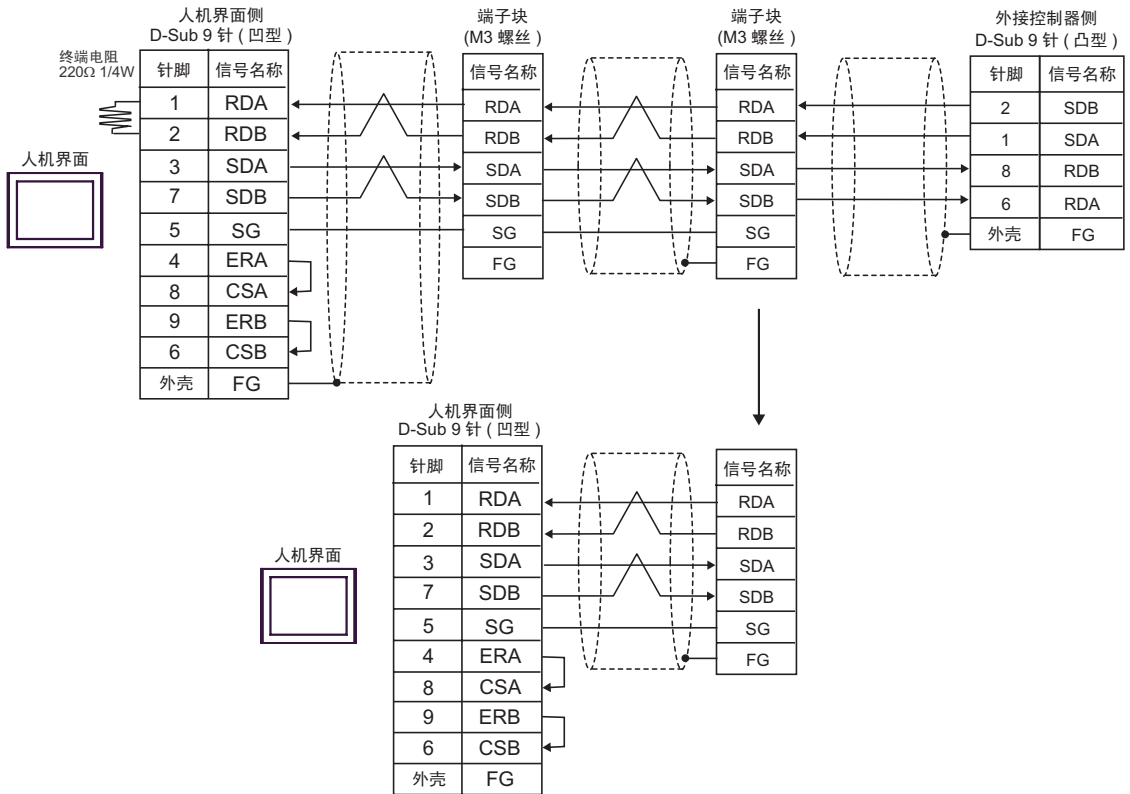 人机界面侧
D-Sub 9 针 ( 凹型 )
端子块
(M3 螺丝 )
端子块
(M3 螺丝 )
外接控制器侧
D-Sub 9 针 ( 凸型 )
终端电阻
220Ω 1/4W
人机界面
针脚 信号名称
1 RDA
2 RDB
3 SDA
7 SDB
5 SG
4 ERA
8 CSA
9 ERB
6 CSB
外壳 FG
信号名称
RDA
RDB
SDA
SDB
SG
FG
信号名称
RDA
RDB
SDA
SDB
SG
FG
针脚 信号名称
2 SDB
1 SDA
8 RDB
6 RDA
外壳 FG
人机界面侧
D-Sub 9 针 ( 凹型 )
人机界面
针脚 信号名称
1 RDA
2 RDB
3 SDA
7 SDB
5 SG
4 ERA
8 CSA
9 ERB
6 CSB
外壳 FG
信号名称
RDA
RDB
SDA
SDB
SG
FG